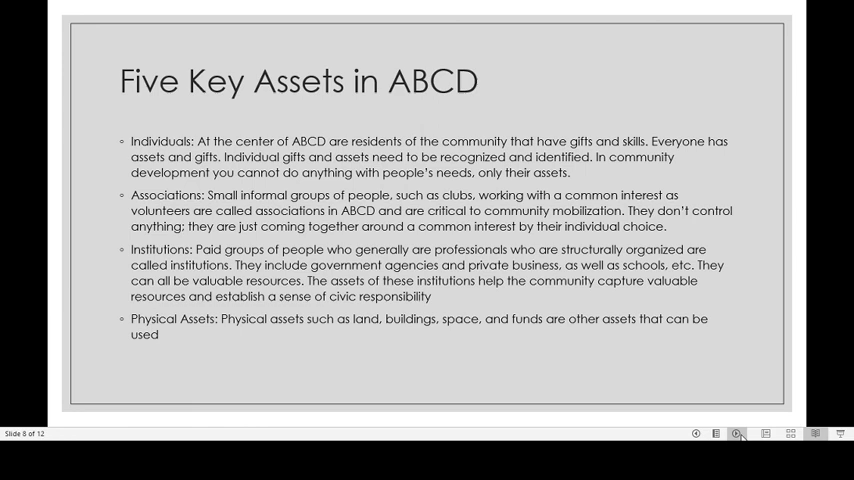 Five Key Assets in ABCD
◦ Individuals: At the center of ABCD are residents of the community that have gifts and skills. Everyone has
assets and gifts. Individual gifts and assets need to be recognized and identified. In community
development you cannot do anything with people’s needs, only their assets.
◦ Associations: Small informal groups of people, such as clubs, working with a common interest as
volunteers are called associations in ABCD and are critical to community mobilization. They don’t control
anything; they are just coming together around a common interest by their individual choice.
◦ Institutions: Paid groups of people who generally are professionals who are structurally organized are
called institutions. They include government agencies and private business, as well as schools, etc. They
can all be valuable resources. The assets of these institutions help the community capture valuable
resources and establish a sense of civic responsibility
◦ Physical Assets: Physical assets such as land, buildings, space, and funds are other assets that can be
used
Slide 8 of 12